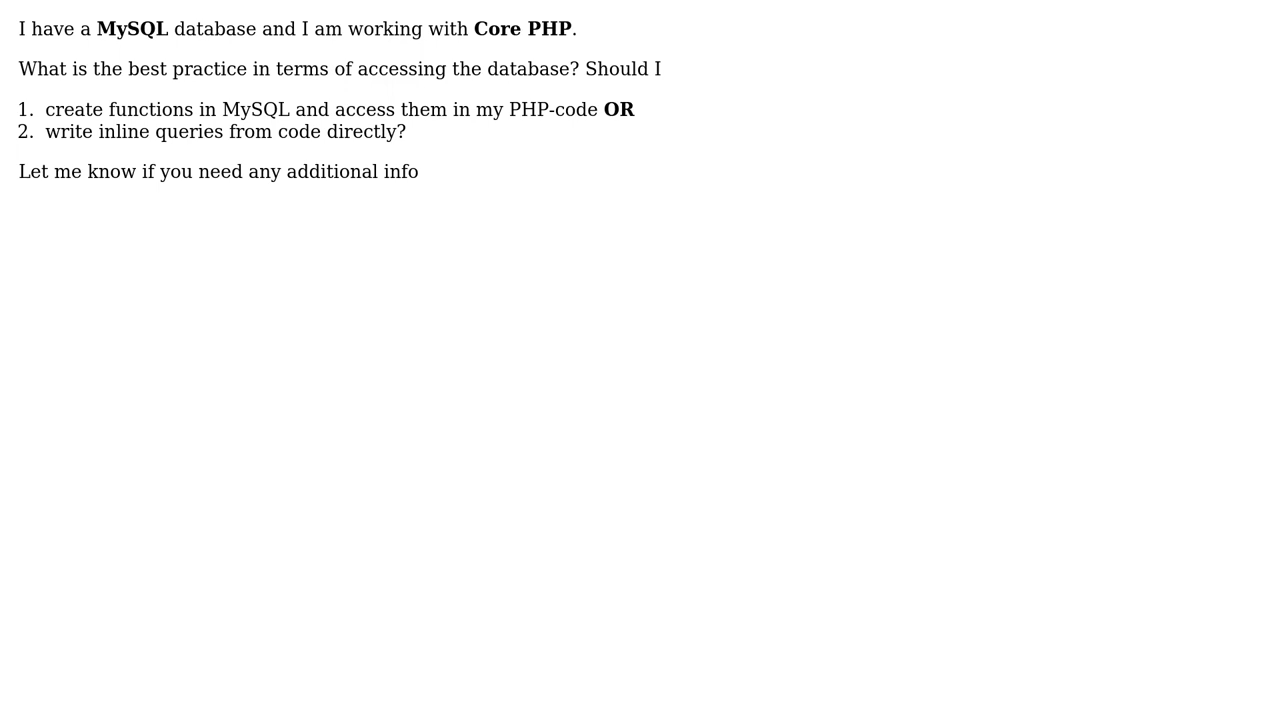 I have a MySQL database and I am working with Core PHP.
What is the best practice in terms of accessing the database? Should I
1. create functions in MySQL and access them in my PHP-code OR
2. write inline queries from code directly?
Let me know if you need any additional info